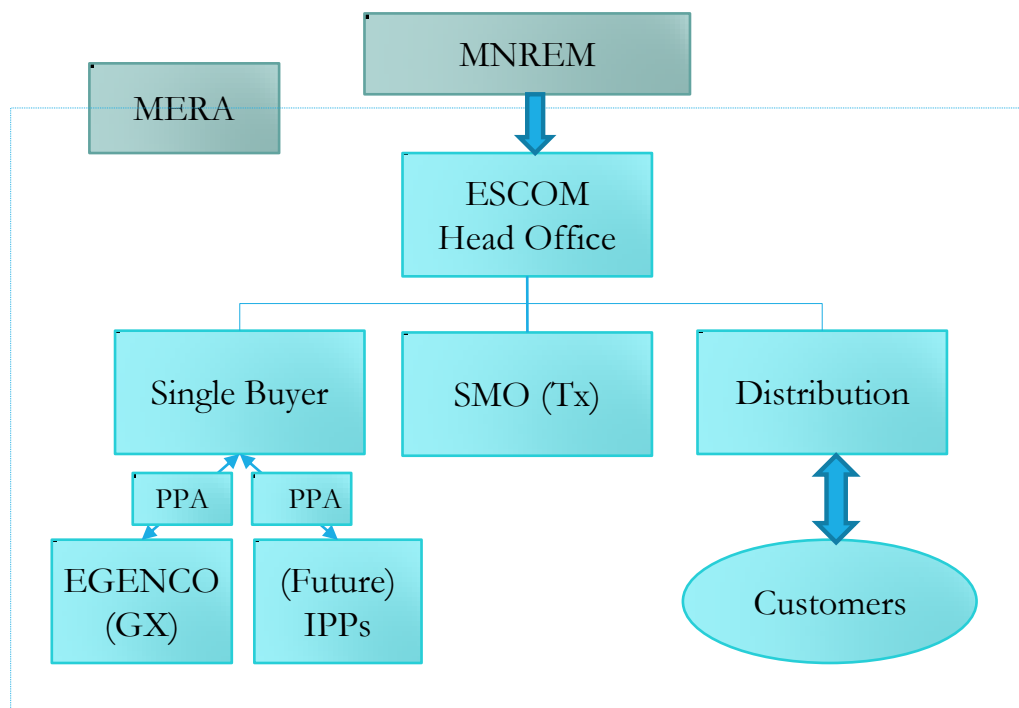 MNREM
MERA
ESCOM
Head Office
Single Buyer
SMO (Tx)
Distribution
PPA
PPA
EGENCO
(GX)
(Future)
IPPs
Customers